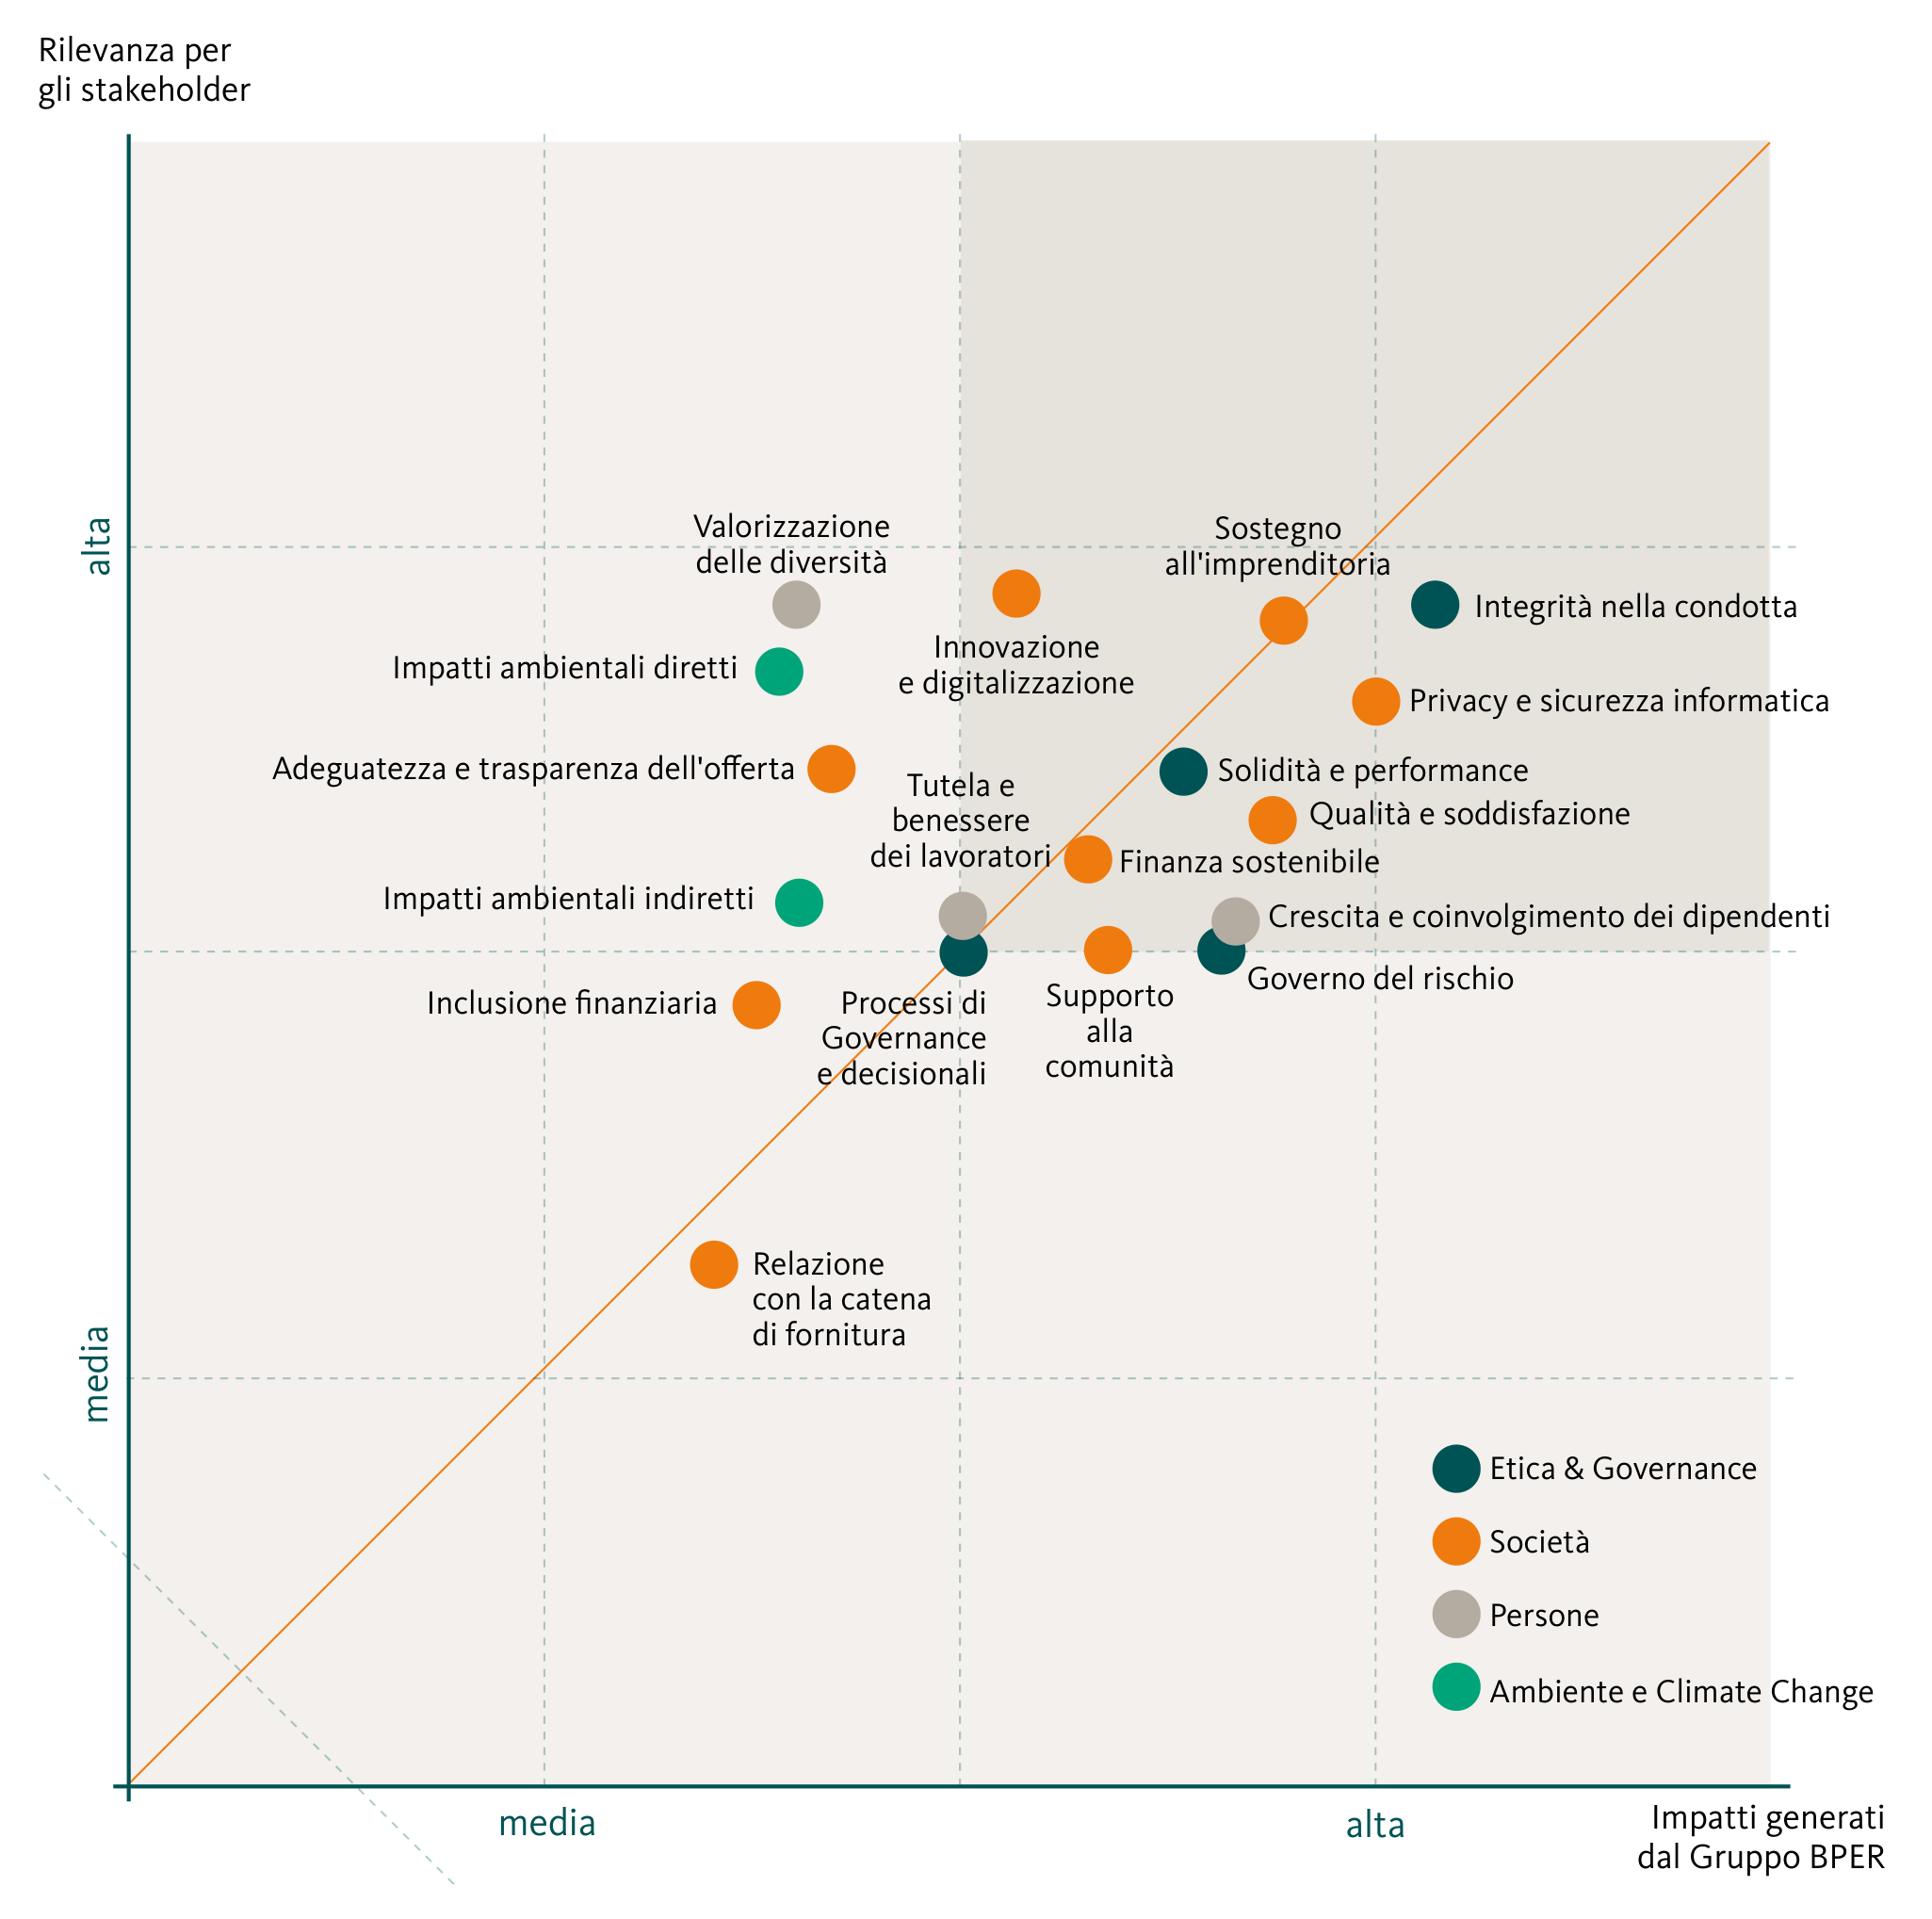 Rilevanza per
gli stakeholder
alta
Valorizzazione
delle diversità
Sostegno
all'imprenditoria
Integrità nella condotta
Innovazione
e digitalizzazione
Impatti ambientali diretti
Privacy e sicurezza informatica
Adeguatezza e trasparenza dell'offerta
Solidità e performance
Tutela e
benessere
dei lavoratori
Qualità e soddisfazione
Finanza sostenibile
Impatti ambientali indiretti
Crescita e coinvolgimento dei dipendenti
Governo del rischio
Inclusione finanziaria
Processi di
Governance
e decisionali
Supporto
alla
comunità
Relazione
con la catena
di fornitura
media
Etica & Governance
Società
Persone
Ambiente e Climate Change
media
alta
Impatti generati
dal Gruppo BPER